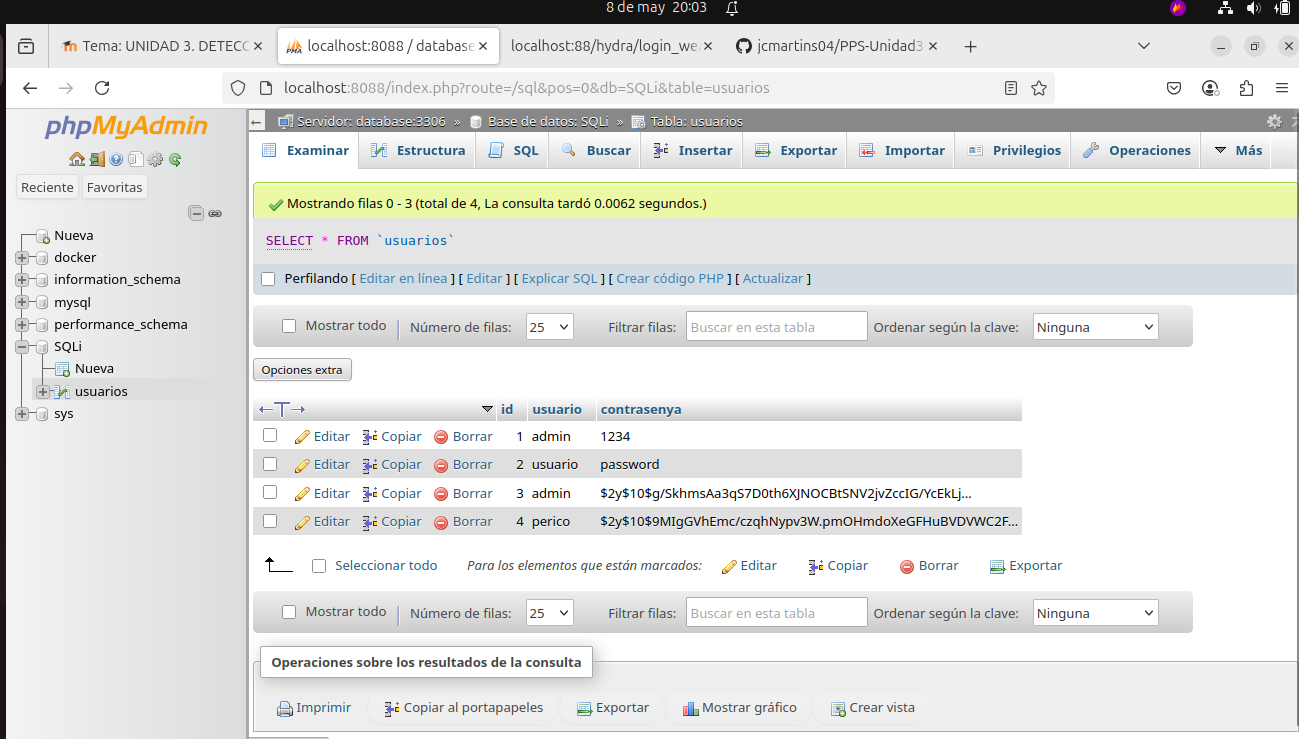 8 de may 20:03
Tema: UNIDAD 3. DETECC
localhost:8088 / database
localhost:88/hydra/login_we
jcmartins04/PPS-Unidad3
localhost:8088/index.php?route=/sql&pos=0&db=SQLi&table=usuarios
phpMyAdmin
Reciente Favoritas
Nueva
docker
information_schema
mysql
performance_schema
SQLi
Nueva
usuarios
sys
Servidor: database:3306 » Base de datos: SQLi » Tabla: usuarios
Examinar Estructura SQL Buscar Insertar Exportar Importar Privilegios Operaciones Más
Mostrando filas 0 - 3 (total de 4, La consulta tardó 0.0062 segundos.)
SELECT * FROM `usuarios`
Perfilando [ Editar en línea ] [ Editar ] [ Explicar SQL ] [ Crear código PHP ] [ Actualizar ]
Mostrar todo Número de filas: 25 Filtrar filas: Buscar en esta tabla Ordenar según la clave: Ninguna
Opciones extra
id usuario contrasenya
Editar Copiar Borrar 1 admin 1234
Editar Copiar Borrar 2 usuario password
Editar Copiar Borrar 3 admin $2y$10$g/SkhmsAa3qS7D0th6XJNOCBtSNV2jvZccIG/YcEkLj...
Editar Copiar Borrar 4 perico $2y$10$9MIgGVhEmc/czqhNypv3W.pmOHmdoXeGFHuBVDVWC2F...
Seleccionar todo Para los elementos que están marcados: Editar Copiar Borrar Exportar
Mostrar todo Número de filas: 25 Filtrar filas: Buscar en esta tabla Ordenar según la clave: Ninguna
Operaciones sobre los resultados de la consulta
Imprimir Copiar al portapapeles Exportar Mostrar gráfico Crear vista